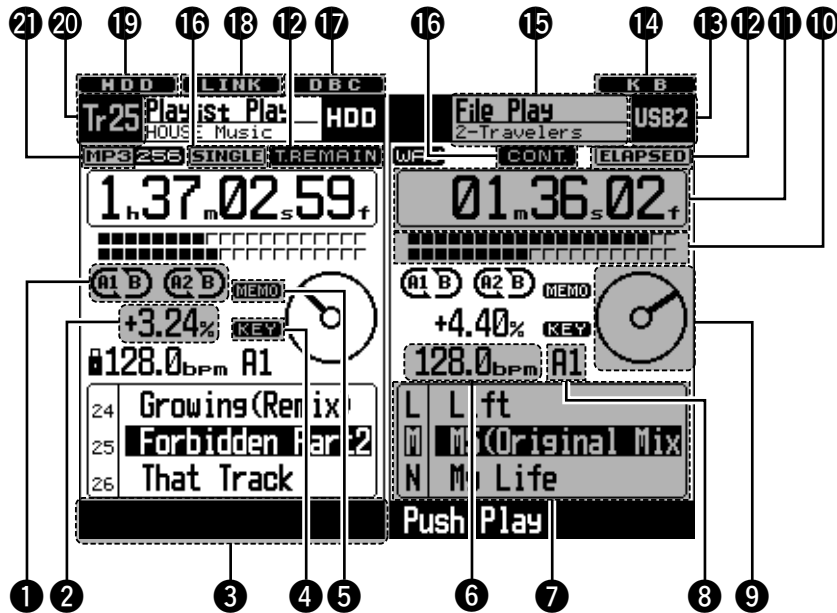 21 20 19 16 18 12 17 16 15 14 13 12 11 10
HDD LINK DBC KB
Tr25 HDD File Play USB2
HOUSE Music 2-Travelers
MP3 256 SINGLE T.REMAIN CONT. ELAPSED
1h37m02s59f 01m36s02f
A1 B A2 B MEMO A1 B A2 B MEMO
+3.24% KEY +4.40% KEY
128.0bpm A1 128.0bpm A1
24 Growing(Remix) L
25 Forbidden Part2 M (Original Mix
26 That Track N My Life
Push Play
1 2 3 4 5 6 7 8 9